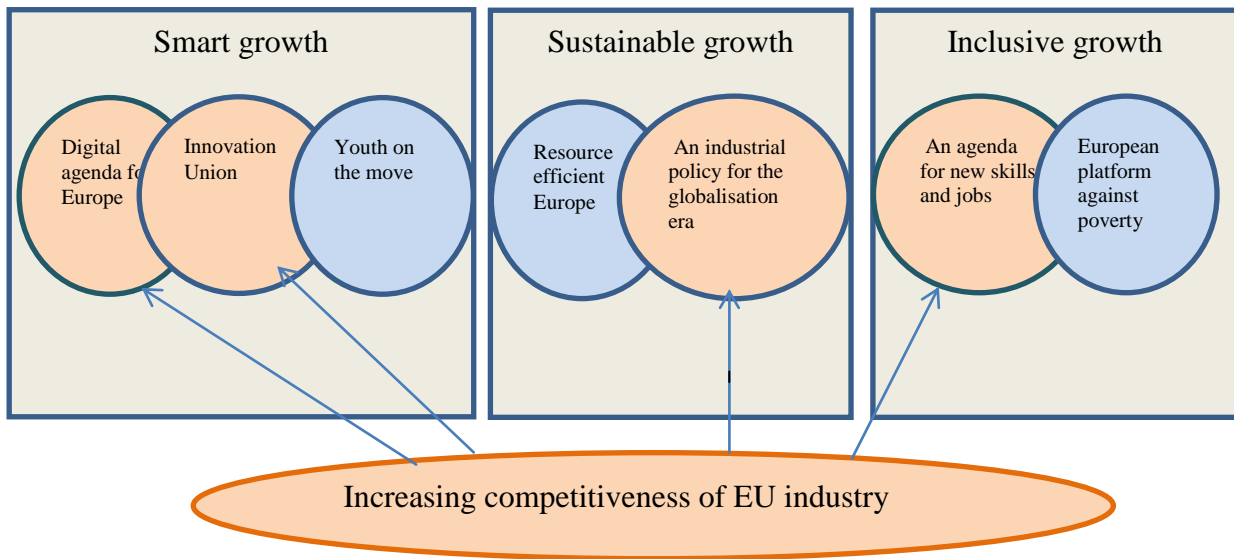 Smart growth
Digital
agenda fo
Europe
Innovation
Union
Youth on
the move
Sustainable growth
Resource
efficient
Europe
An industrial
policy for the
globalisation
era
Inclusive growth
An agenda
for new skills
and jobs
European
platform
against
poverty
Increasing competitiveness of EU industry